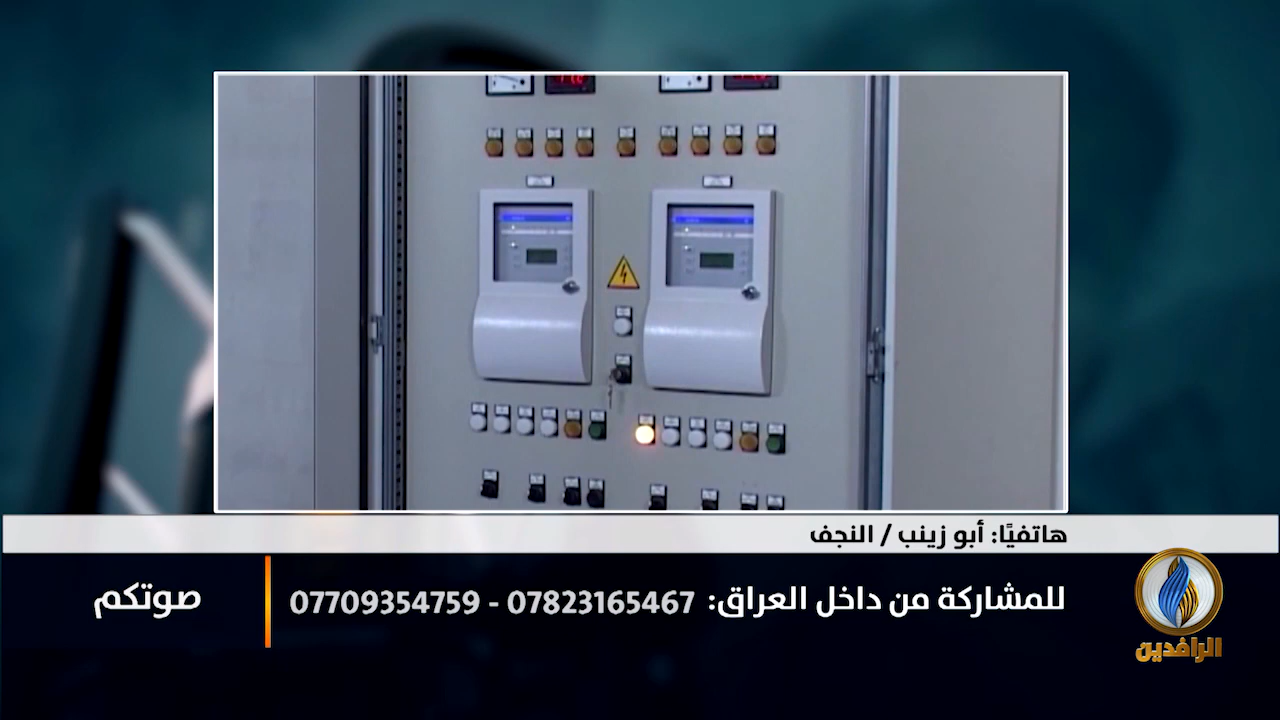 هاتفيًا: أبو زينب / النجف
للمشاركة من داخل العراق: 07823165467 - 07709354759
صوتكم
الرافدين